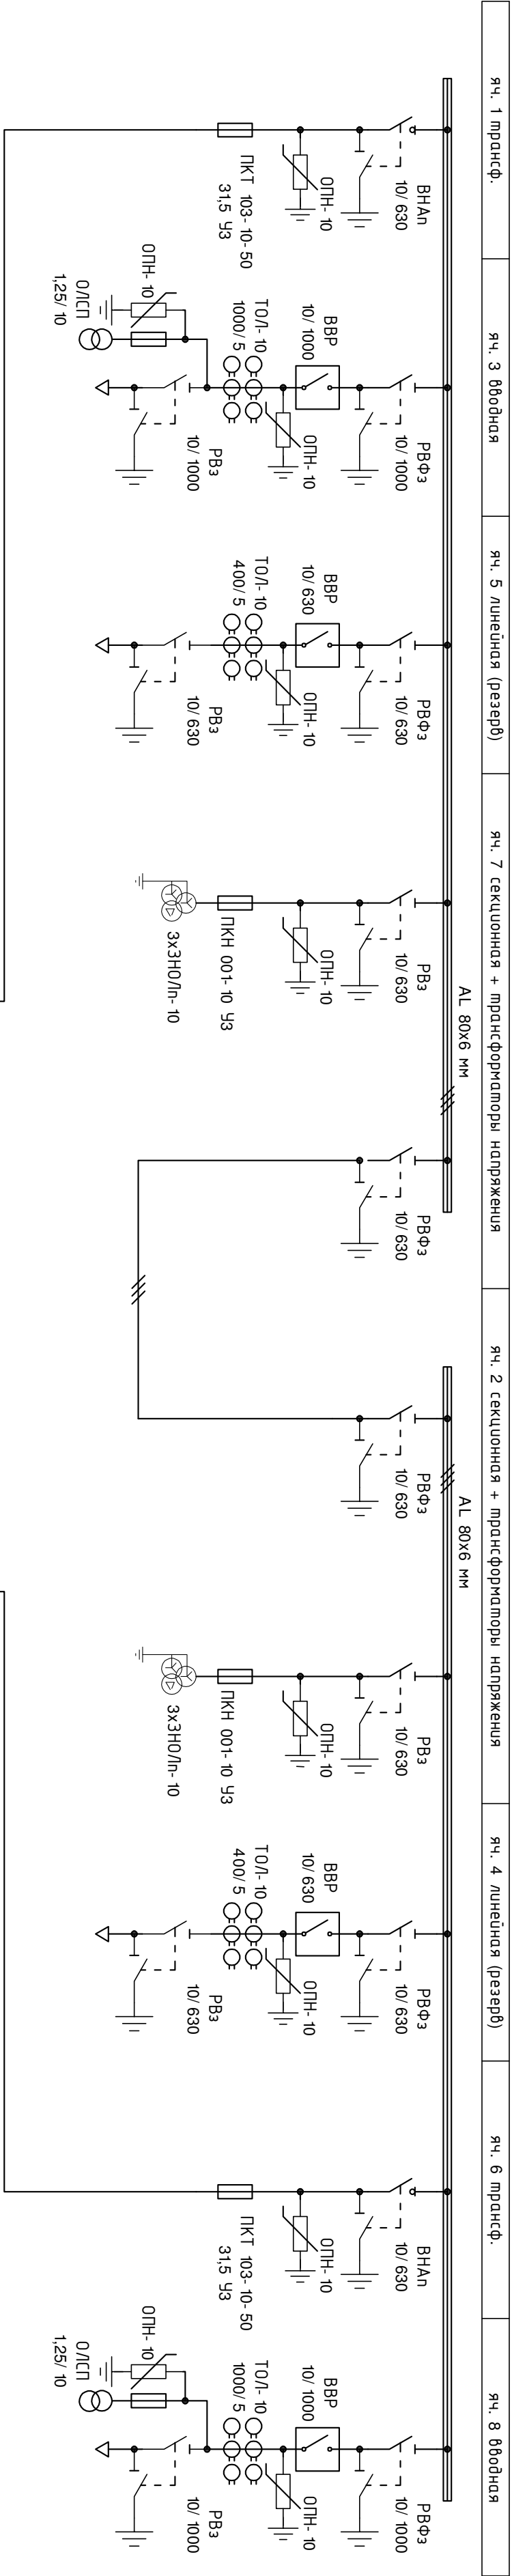 яч. 1 трансф.
яч. 3 вводная
яч. 5 линейная (резерв)
яч. 7 секционная + трансформаторы напряжения
яч. 2 секционная + трансформаторы напряжения
яч. 4 линейная (резерв)
яч. 6 трансф.
яч. 8 вводная
AL 80x6 мм
AL 80x6 мм
ВНАп
10/ 630
ОПН- 10
ПКТ 103- 10- 50
31,5 У3
РВФз
10/ 1000
ВВР
10/ 1000
ОПН- 10
ТОЛ- 10
1000/ 5
ОПН- 10
ОЛСП
1,25/ 10
РВз
10/ 1000
РВФз
10/ 630
ВВР
10/ 630
ОПН- 10
ТОЛ- 10
400/ 5
РВз
10/ 630
РВз
10/ 630
ОПН- 10
ПКН 001- 10 У3
3хЗНОЛп- 10
РВФз
10/ 630
РВФз
10/ 630
РВз
10/ 630
ОПН- 10
ПКН 001- 10 У3
3хЗНОЛп- 10
РВФз
10/ 630
ВВР
10/ 630
ОПН- 10
ТОЛ- 10
400/ 5
РВз
10/ 630
ВНАп
10/ 630
ОПН- 10
ПКТ 103- 10- 50
31,5 У3
РВФз
10/ 1000
ВВР
10/ 1000
ОПН- 10
ТОЛ- 10
1000/ 5
ОПН- 10
ОЛСП
1,25/ 10
РВз
10/ 1000